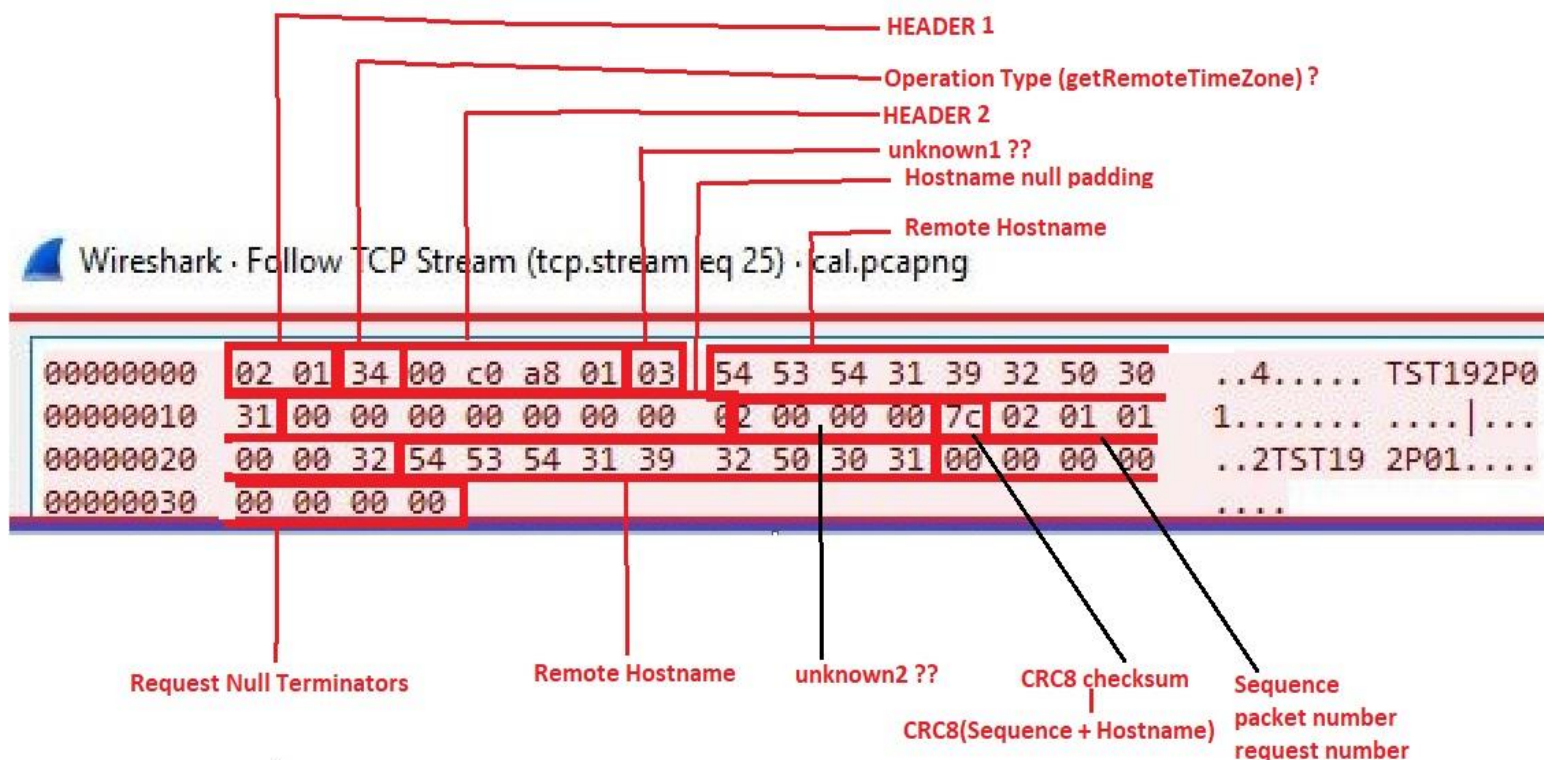 HEADER 1
Operation Type (getRemoteTimeZone) ?
HEADER 2
unknown1 ??
Hostname null padding
Remote Hostname
Wireshark · Follow TCP Stream (tcp.stream eq 25) · cal.pcapng
00000000 02 01 34 00 c0 a8 01 03 54 53 54 31 39 32 50 30 ..4..... TST192P0
00000010 31 00 00 00 00 00 00 00 02 00 00 00 7c 02 01 01 1....... ....|...
00000020 00 00 32 54 53 54 31 39 32 50 30 31 00 00 00 00 ..2TST19 2P01....
00000030 00 00 00 00 ....
Request Null Terminators
Remote Hostname
unknown2 ??
CRC8 checksum
CRC8(Sequence + Hostname)
Sequence
packet number
request number